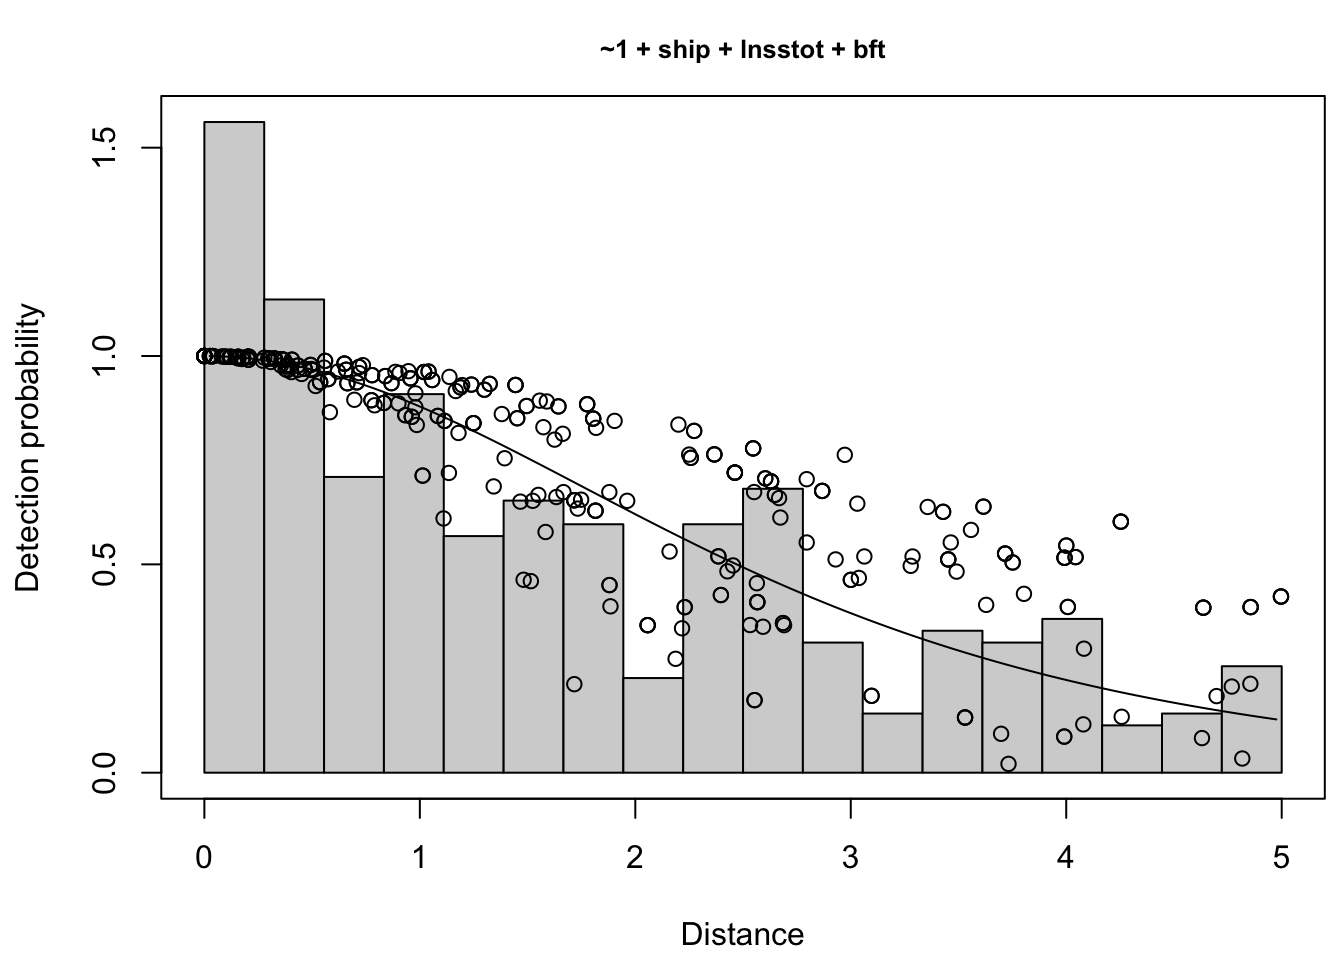 ~1 + ship + lnsstot + bft
Detection probability
1.5
1.0
0.5
0.0
0 1 2 3 4 5
Distance